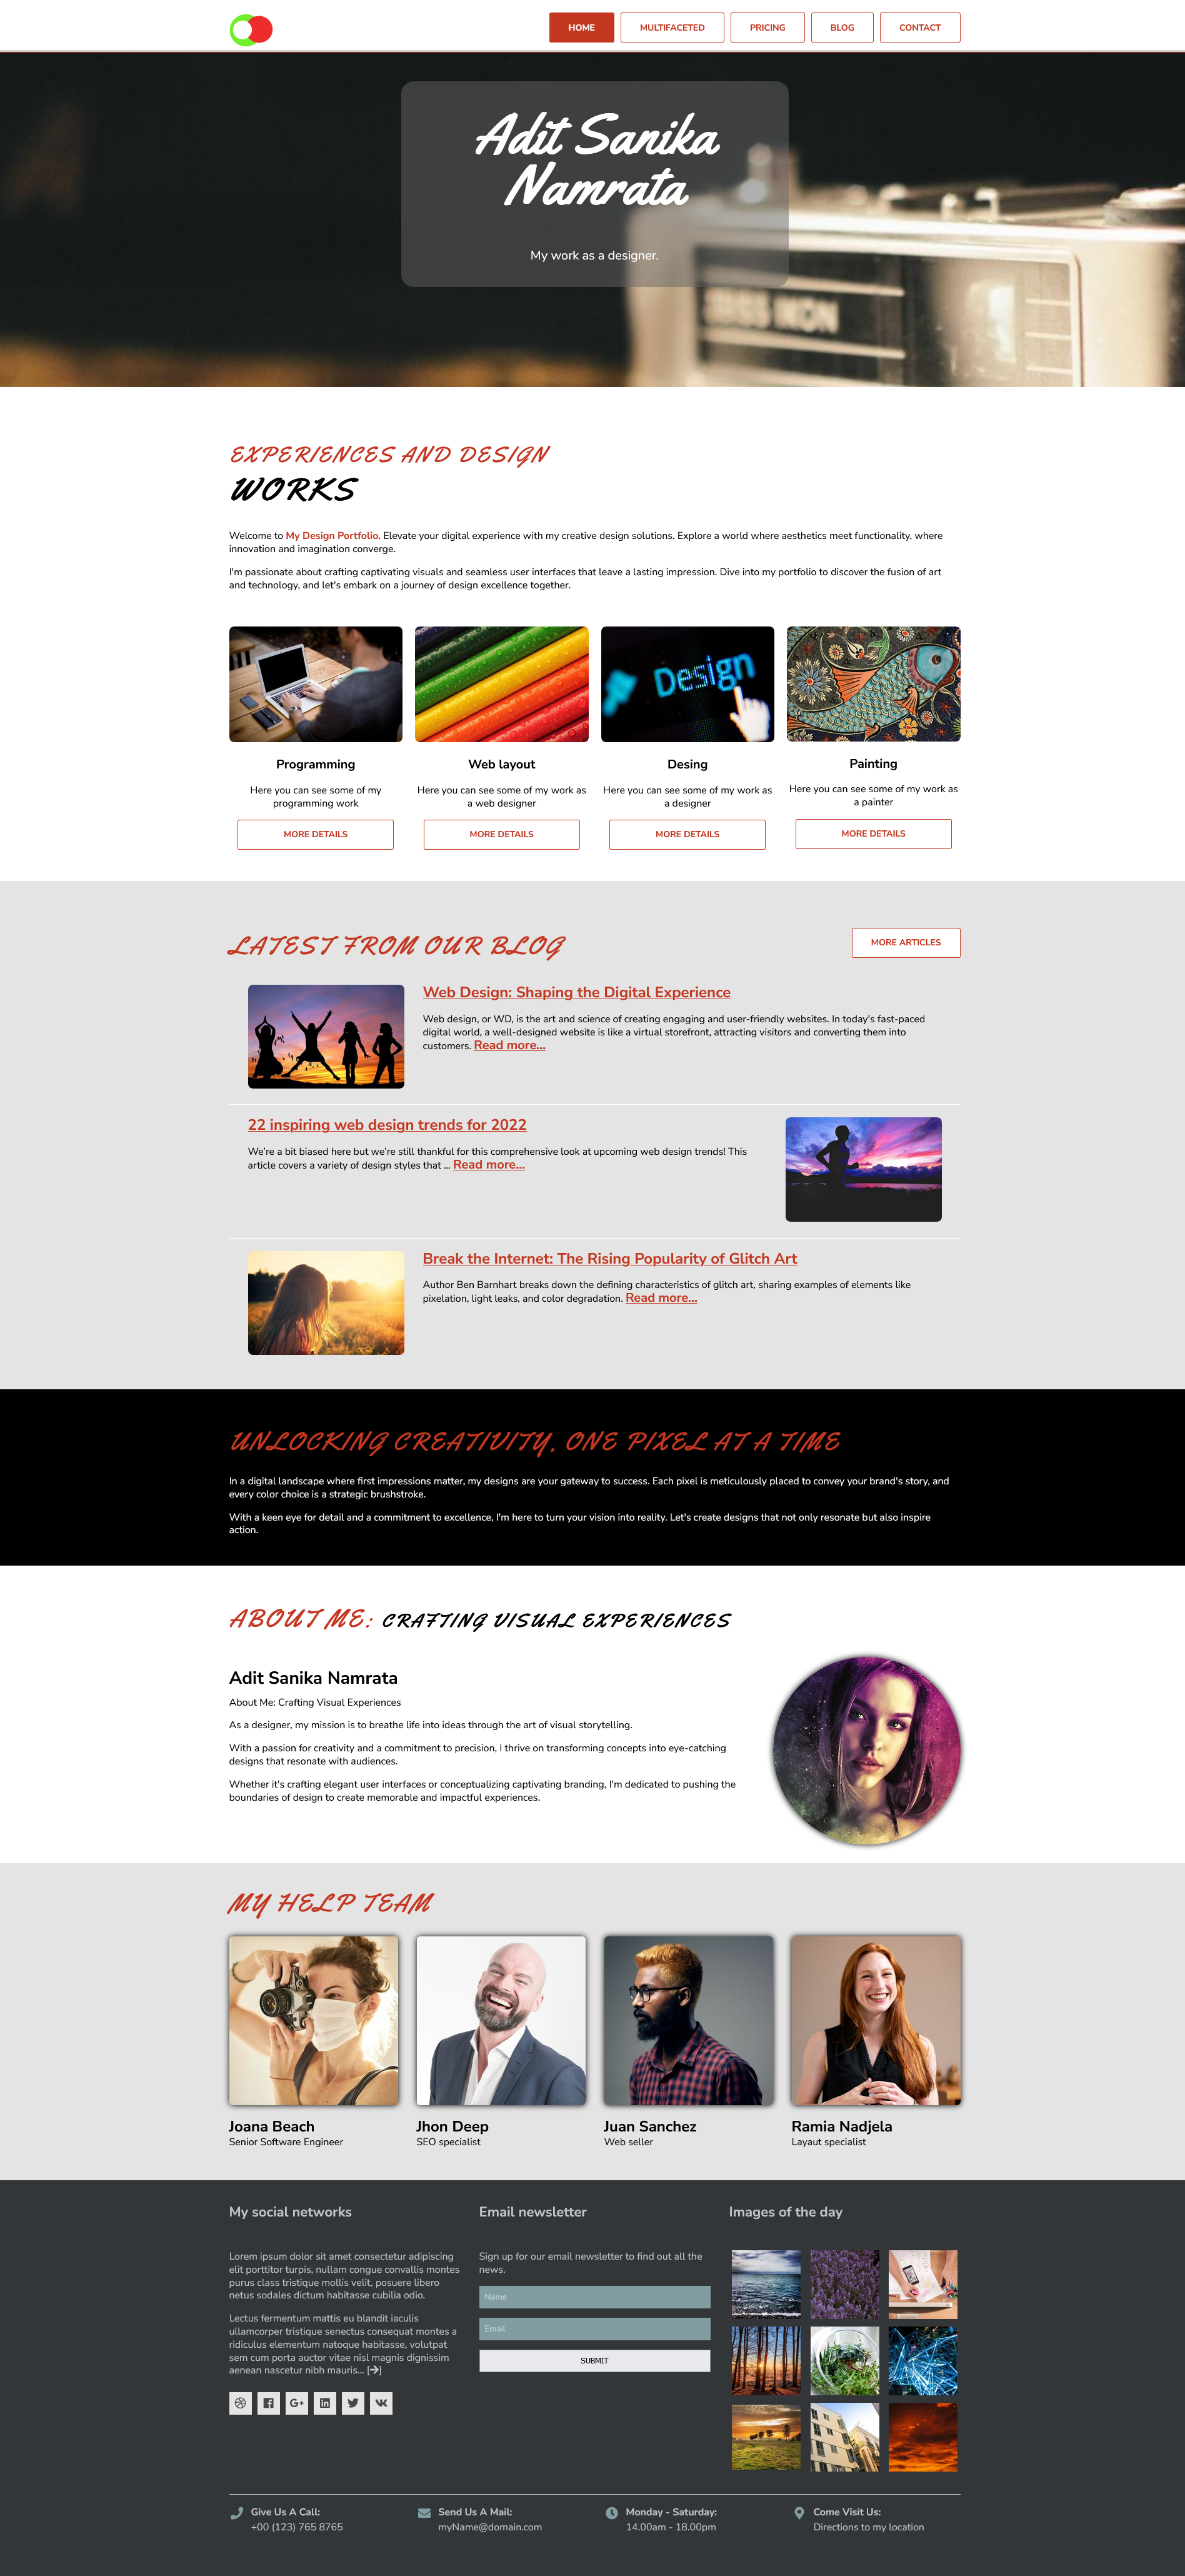 HOME
MULTIFACETED
PRICING
BLOG
CONTACT
Adit Sanika
Namrata
My work as a designer.
EXPERIENCES AND DESIGN
WORKS
Welcome to My Design Portfolio. Elevate your digital experience with my creative design solutions. Explore a world where aesthetics meet functionality, where
innovation and imagination converge.
I'm passionate about crafting captivating visuals and seamless user interfaces that leave a lasting impression. Dive into my portfolio to discover the fusion of art
and technology, and let's embark on a journey of design excellence together.
Design
Programming
Here you can see some of my
programming work
MORE DETAILS
Web layout
Here you can see some of my work as
a web designer
MORE DETAILS
Desing
Here you can see some of my work as
a designer
MORE DETAILS
Painting
Here you can see some of my work as
a painter
MORE DETAILS
LATEST FROM OUR BLOG
MORE ARTICLES
Web Design: Shaping the Digital Experience
Web design, or WD, is the art and science of creating engaging and user-friendly websites. In today's fast-paced
digital world, a well-designed website is like a virtual storefront, attracting visitors and converting them into
customers. Read more...
22 inspiring web design trends for 2022
We're a bit biased here but we're still thankful for this comprehensive look at upcoming web design trends! This
article covers a variety of design styles that ... Read more...
Break the Internet: The Rising Popularity of Glitch Art
Author Ben Barnhart breaks down the defining characteristics of glitch art, sharing examples of elements like
pixelation, light leaks, and color degradation. Read more...
UNLOCKING CREATIVITY, ONE PIXEL AT A TIME
In a digital landscape where first impressions matter, my designs are your gateway to success. Each pixel is meticulously placed to convey your brand's story, and
every color choice is a strategic brushstroke.
With a keen eye for detail and a commitment to excellence, I'm here to turn your vision into reality. Let's create designs that not only resonate but also inspire
action.
ABOUT ME: CRAFTING VISUAL EXPERIENCES
Adit Sanika Namrata
About Me: Crafting Visual Experiences
As a designer, my mission is to breathe life into ideas through the art of visual storytelling.
With a passion for creativity and a commitment to precision, I thrive on transforming concepts into eye-catching
designs that resonate with audiences.
Whether it's crafting elegant user interfaces or conceptualizing captivating branding, I'm dedicated to pushing the
boundaries of design to create memorable and impactful experiences.
MY HELP TEAM
Joana Beach
Senior Software Engineer
Jhon Deep
SEO specialist
Juan Sanchez
Web seller
Ramia Nadjela
Layaut specialist
My social networks
Lorem ipsum dolor sit amet consectetur adipiscing
elit porttitor turpis, nullam congue convallis montes
purus class tristique mollis velit, posuere libero
netus sodales dictum habitasse cubilia odio.
Lectus fermentum mattis eu blandit iaculis
ullamcorper tristique senectus consequat montes a
ridiculus elementum natoque habitasse, volutpat
sem cum porta auctor vitae nisl magnis dignissim
aenean nascetur nibh mauris... [➔]
Email newsletter
Sign up for our email newsletter to find out all the
news.
Name
Email
SUBMIT
Images of the day
Give Us A Call:
+00 (123) 765 8765
Send Us A Mail:
myName@domain.com
Monday - Saturday:
14.00am - 18.00pm
Come Visit Us:
Directions to my location